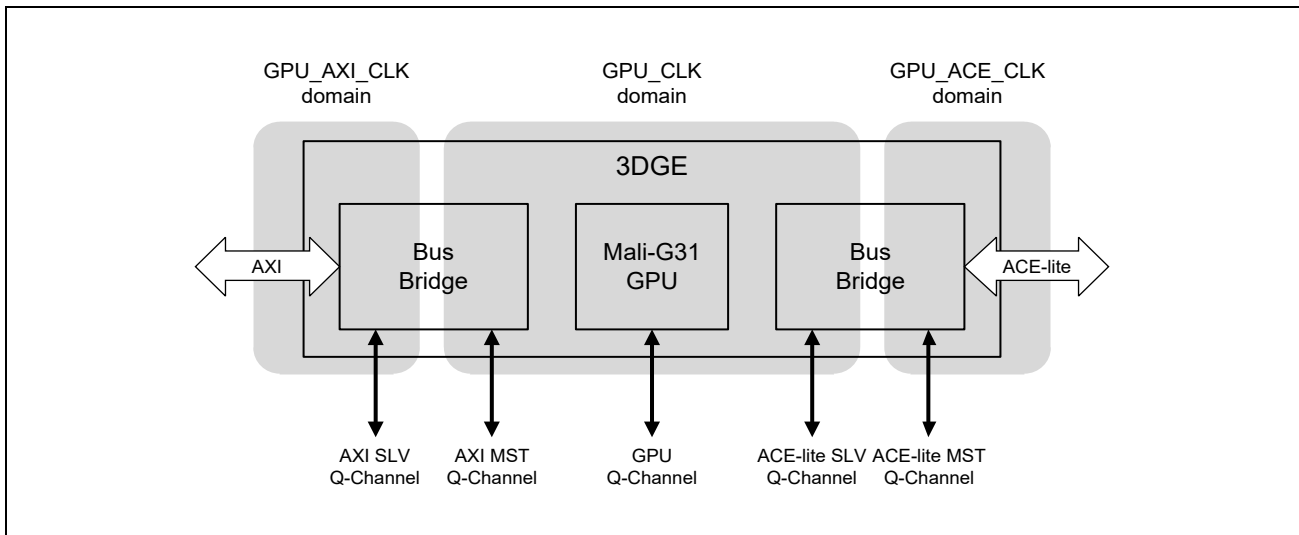 GPU_AXI_CLK
domain
GPU_CLK
domain
GPU_ACE_CLK
domain
3DGE
Bus
Bridge
Mali-G31
GPU
Bus
Bridge
AXI
ACE-lite
AXI SLV
Q-Channel
AXI MST
Q-Channel
GPU
Q-Channel
ACE-lite SLV
Q-Channel
ACE-lite MST
Q-Channel